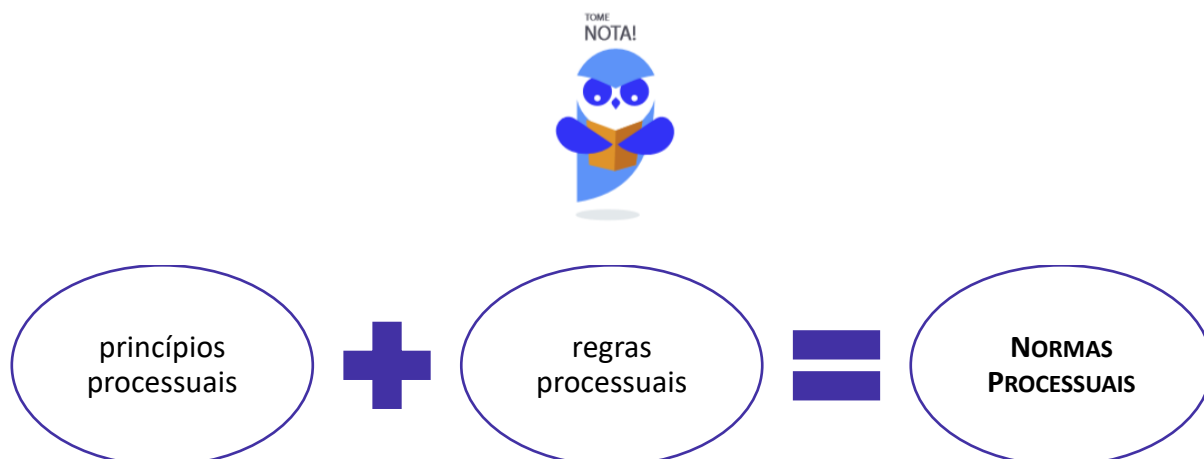 TOME
NOTA!
princípios
processuais
regras
processuais
NORMAS
PROCESSUAIS